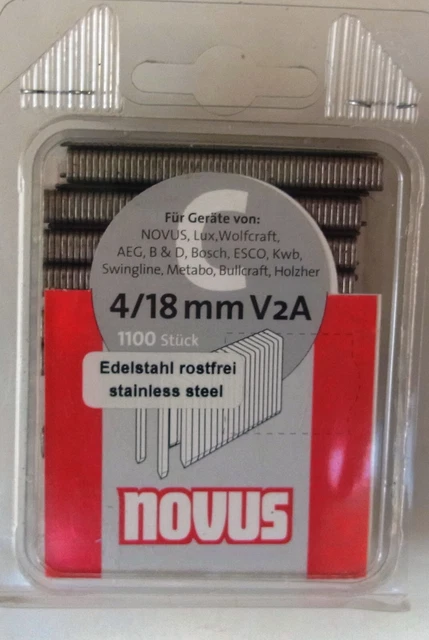 C
Für Geräte von:
NOVUS, Lux,Wolfcraft,
AEG, B & D, Bosch, ESCO, Kwb,
Swingline, Metabo, Bullcraft, Holzher
4/18 mm V2A
1100 Stück
Edelstahl rostfrei
stainless steel
novus